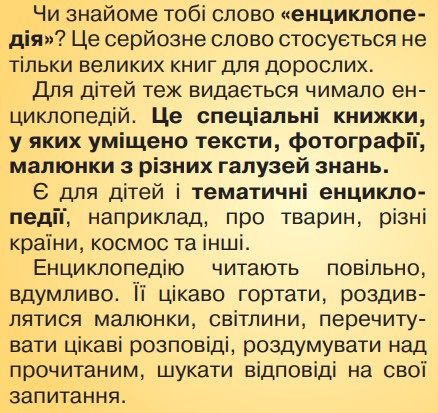 Чи знайоме тобі слово «енциклопе-
дія»? Це серйозне слово стосується не
тільки великих книг для дорослих.
Для дітей теж видається чимало ен-
циклопедій. Це спеціальні книжки,
у яких уміщено тексти, фотографії,
малюнки з різних галузей знань.
Є для дітей і тематичні енцикло-
педії, наприклад, про тварин, різні
країни, космос та інші.
Енциклопедію читають повільно,
вдумливо. Її цікаво гортати, роздив-
лятися малюнки, світлини, перечиту-
вати цікаві розповіді, роздумувати над
прочитаним, шукати відповіді на свої
запитання.